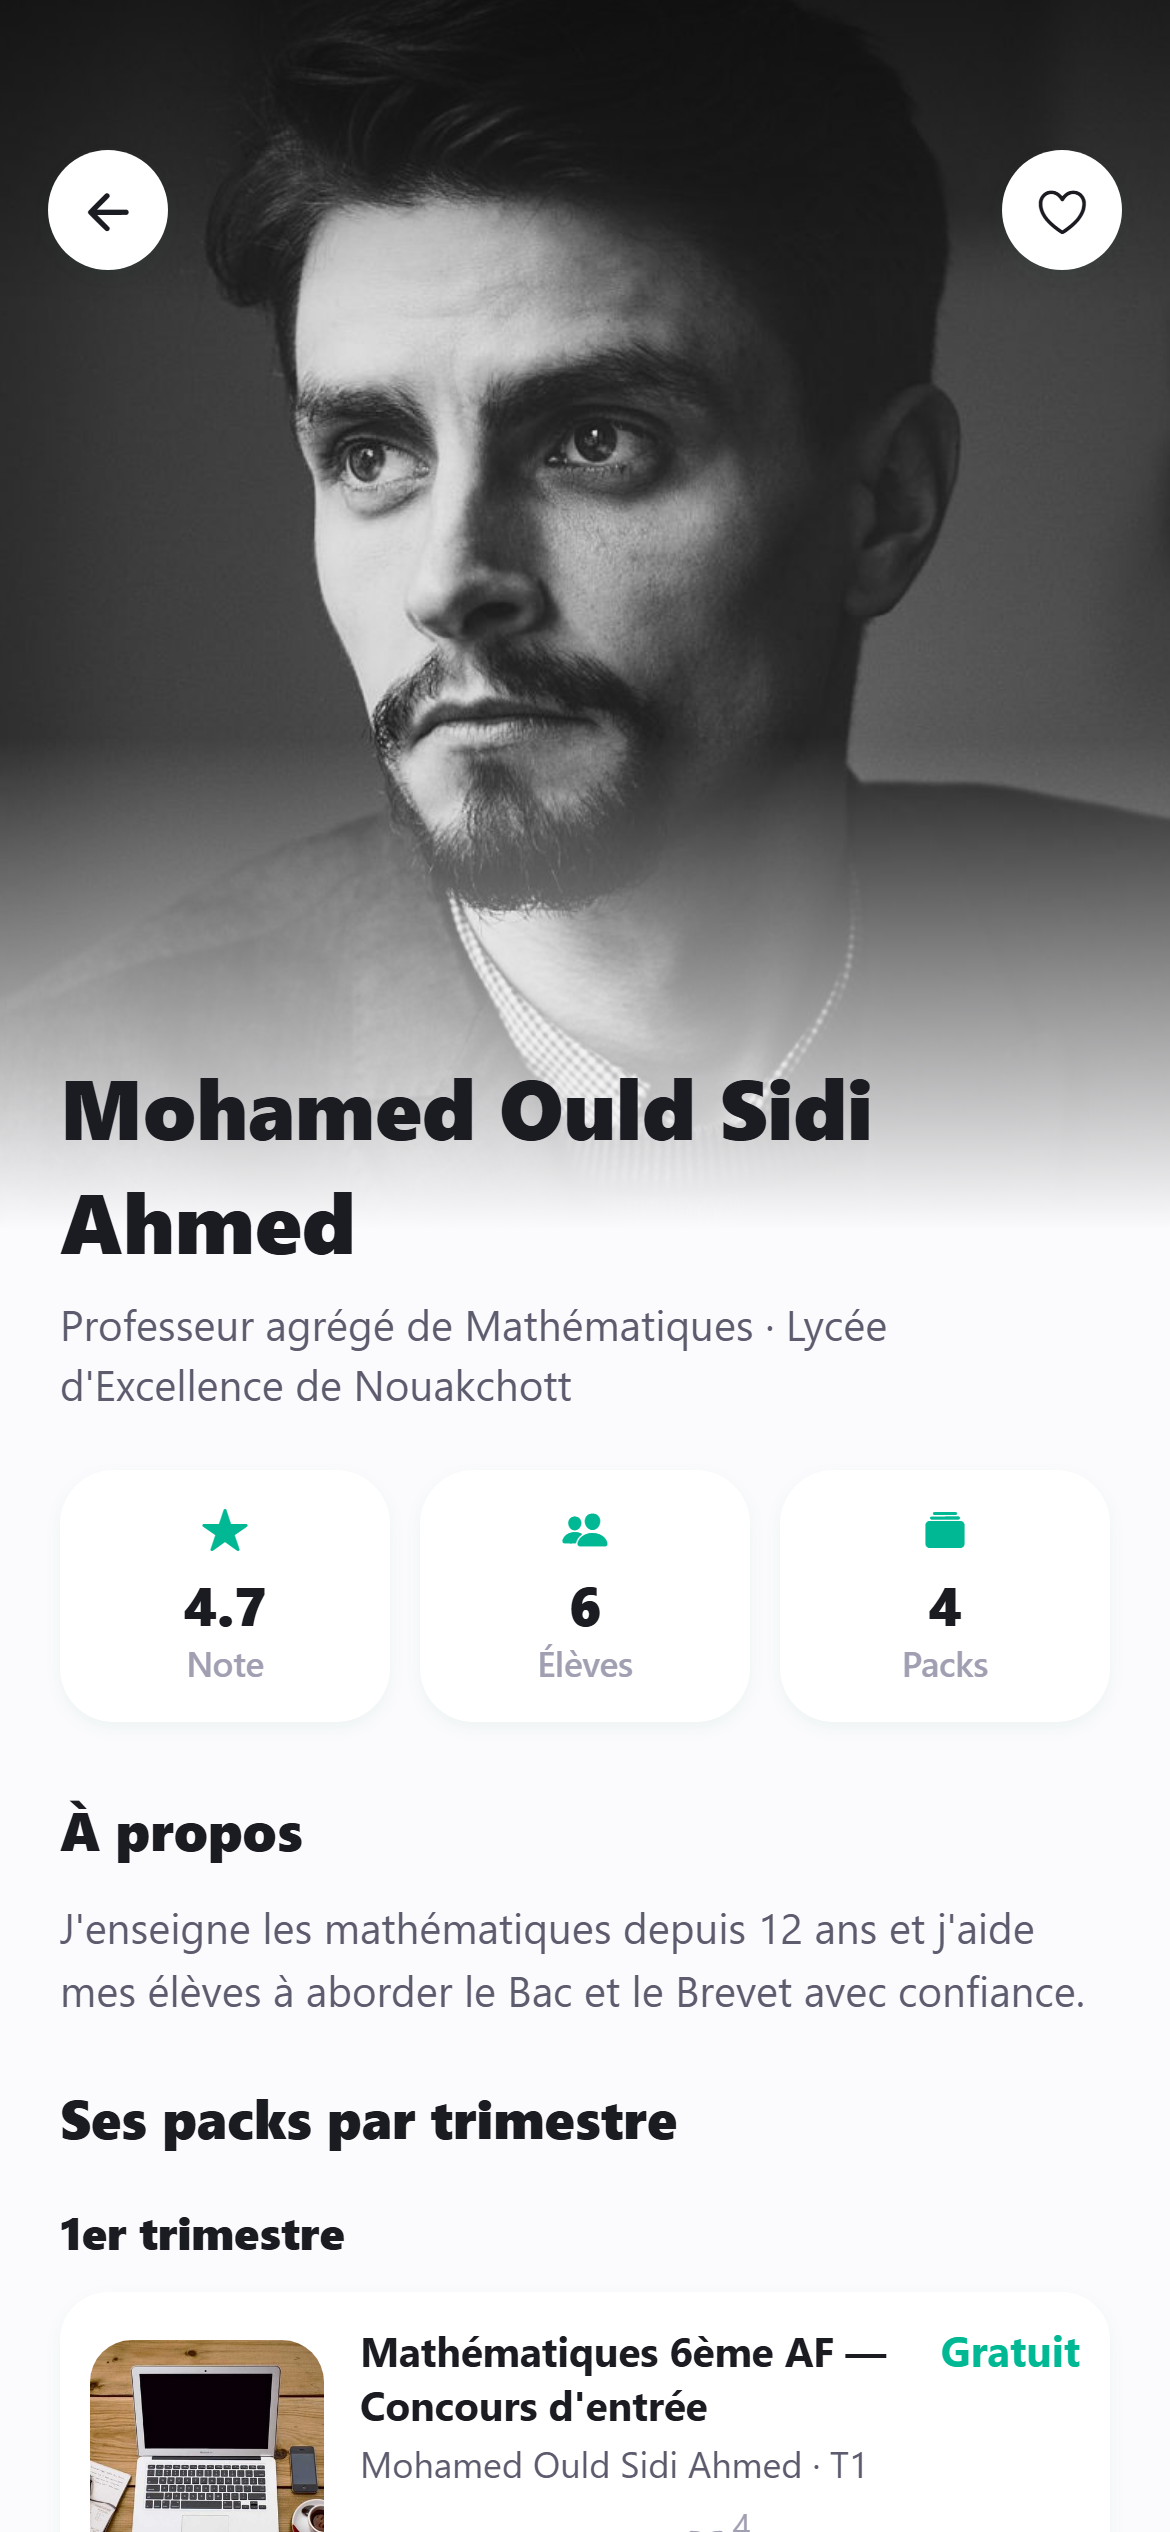 Mohamed Ould Sidi
Ahmed
Professeur agrégé de Mathématiques · Lycée
d'Excellence de Nouakchott
4.7
Note
6
Élèves
4
Packs
À propos
J'enseigne les mathématiques depuis 12 ans et j'aide
mes élèves à aborder le Bac et le Brevet avec confiance.
Ses packs par trimestre
1er trimestre
Mathématiques 6ème AF —
Concours d'entrée
Gratuit
Mohamed Ould Sidi Ahmed · T1